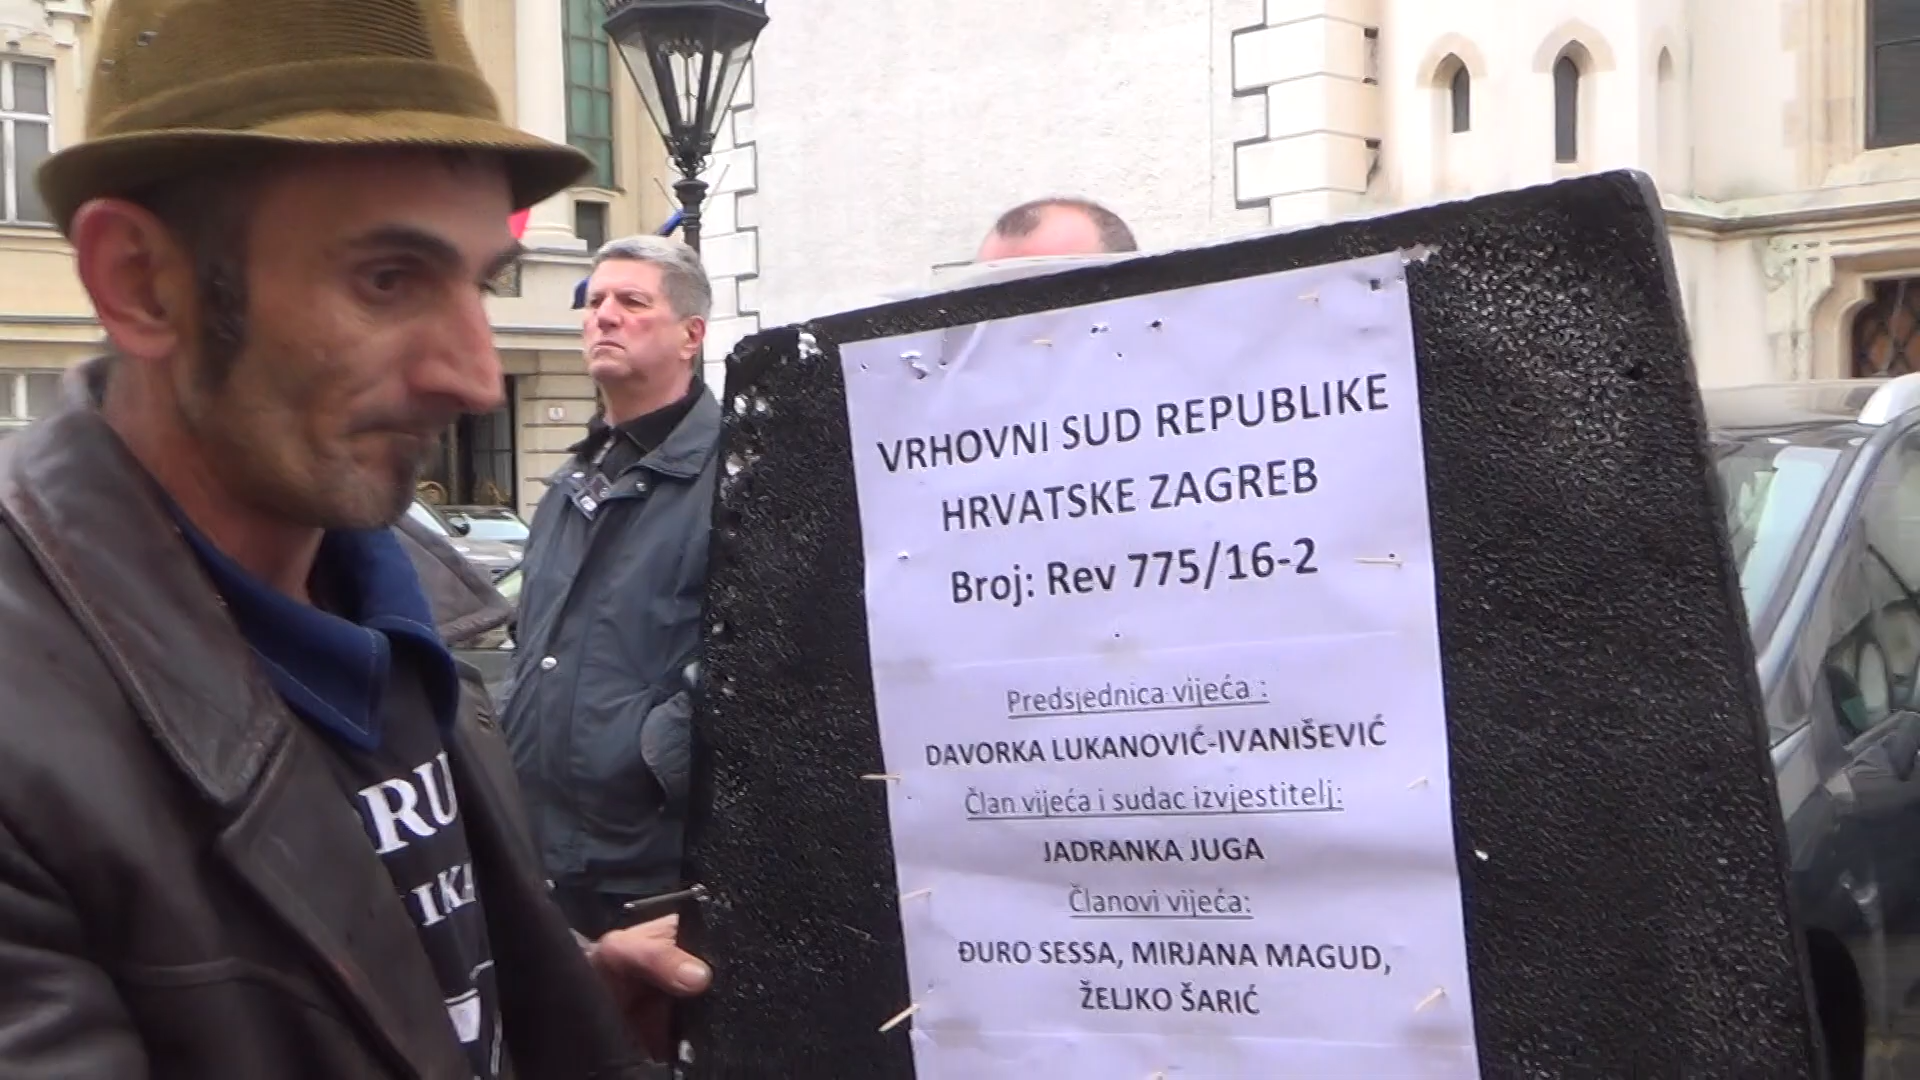 VRHOVNI SUD REPUBLIKE
HRVATSKE ZAGREB
Broj: Rev 775/16-2
Predsjednica vijeća :
DAVORKA LUKANOVIĆ-IVANIŠEVIĆ
Član vijeća i sudac izvjestitelj:
JADRANKA JUGA
Članovi vijeća:
ĐURO SESSA, MIRJANA MAGUD,
ŽELJKO ŠARIĆ